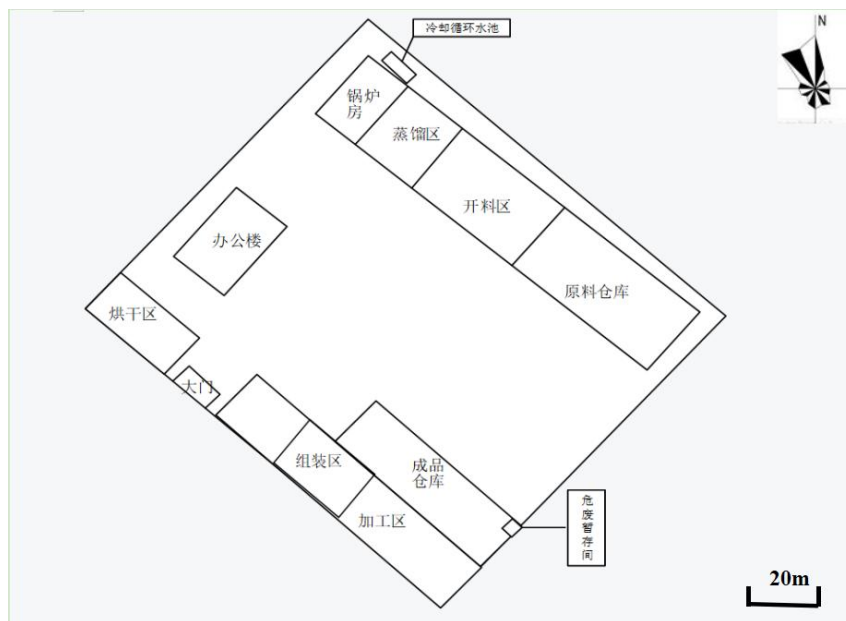 冷却循环水池
N
锅炉
房
蒸馏区
开料区
办公楼
原料仓库
烘干区
大门
组装区
成品
仓库
加工区
危
废
暂
存
间
20m